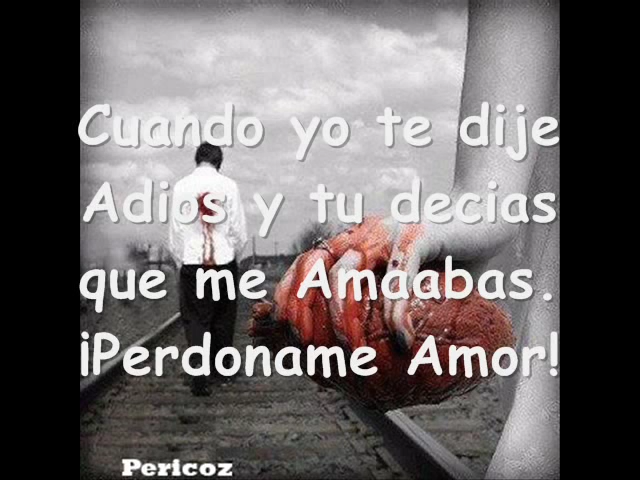 Cuando yo te dije
Adios y tu decias
que me Amaabas.
¡Perdoname Amor!
Pericoz